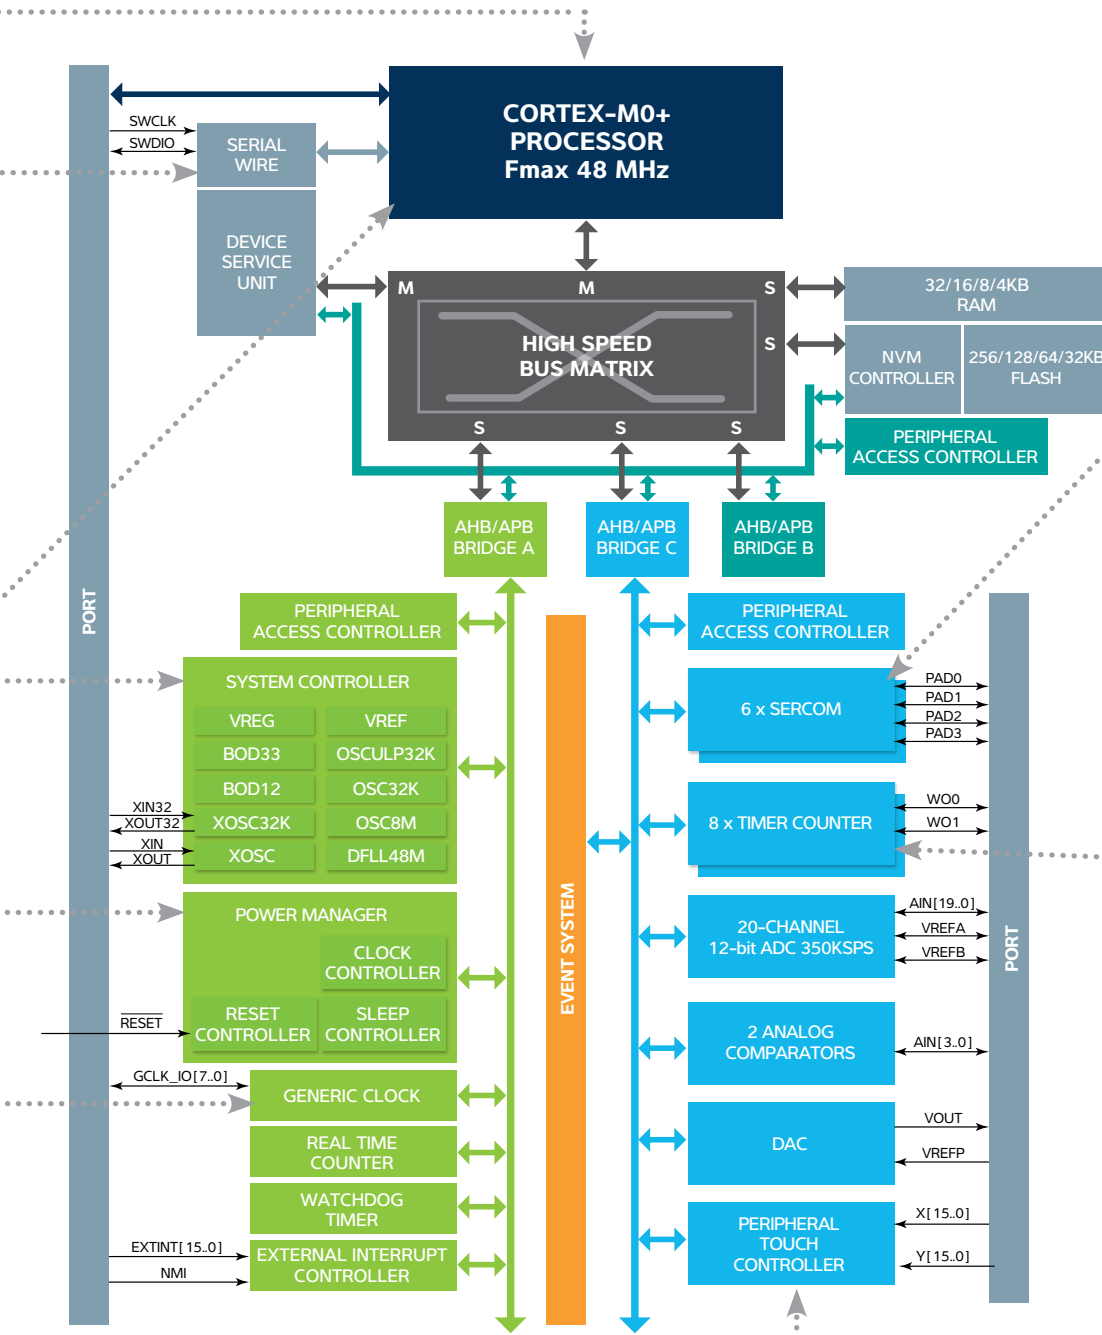 CORTEX-M0+
PROCESSOR
Fmax 48 MHz
SWCLK
SWDIO
SERIAL
WIRE
DEVICE
SERVICE
UNIT
M
M
S
S
HIGH SPEED
BUS MATRIX
S
S
S
32/16/8/4KB
RAM
NVM
CONTROLLER
256/128/64/32KB
FLASH
PERIPHERAL
ACCESS CONTROLLER
AHB/APB
BRIDGE A
AHB/APB
BRIDGE C
AHB/APB
BRIDGE B
PORT
PERIPHERAL
ACCESS CONTROLLER
SYSTEM CONTROLLER
VREG
VREF
BOD33
OSCULP32K
BOD12
OSC32K
XOSC32K
OSC8M
XOSC
DFLL48M
XIN32
XOUT32
XIN
XOUT
POWER MANAGER
CLOCK
CONTROLLER
RESET
CONTROLLER
SLEEP
CONTROLLER
RESET
GCLK_IO[7..0]
GENERIC CLOCK
REAL TIME
COUNTER
WATCHDOG
TIMER
EXTINT[15..0]
NMI
EXTERNAL INTERRUPT
CONTROLLER
EVENT SYSTEM
PERIPHERAL
ACCESS CONTROLLER
6 x SERCOM
PAD0
PAD1
PAD2
PAD3
8 x TIMER COUNTER
WO0
WO1
20-CHANNEL
12-bit ADC 350KSPS
AIN[19..0]
VREFA
VREFB
2 ANALOG
COMPARATORS
AIN[3..0]
DAC
VOUT
VREFP
PERIPHERAL
TOUCH
CONTROLLER
X[15..0]
Y[15..0]
PORT